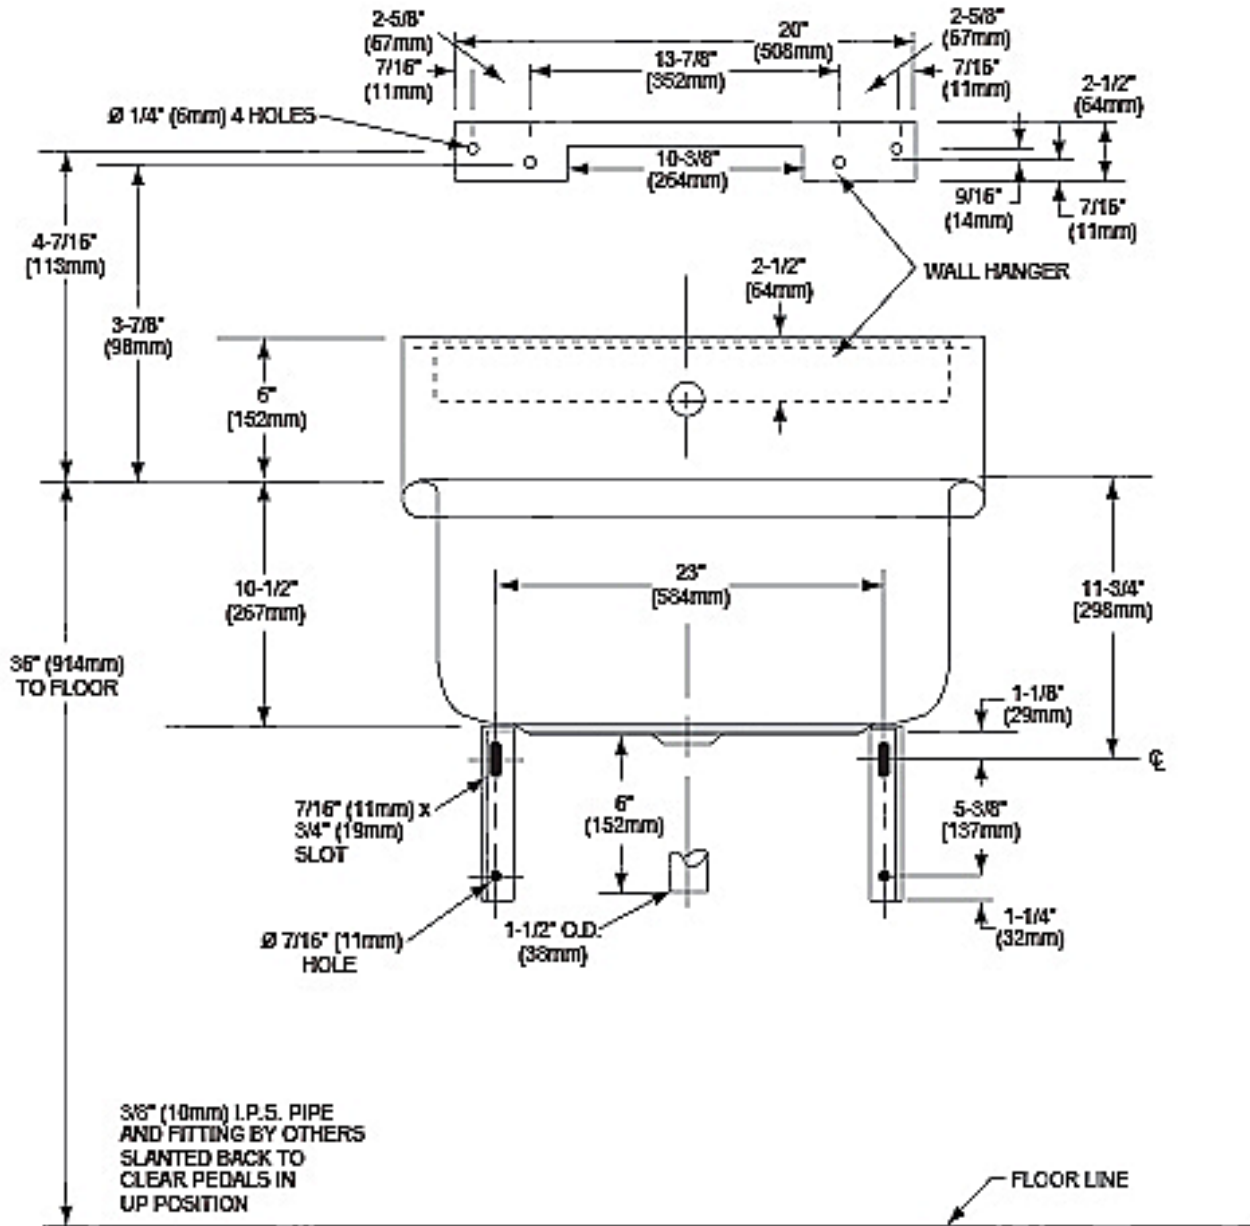 2-5/8"
(67mm)
20"
(508mm)
2-5/8"
(67mm)
7/16"
(11mm)
13-7/8"
[352mm)
7/16"
(11mm)
2-1/2"
(64mm)
Ø 1/4" (6mm) 4 HOLES
10-3/8"
(264mm)
9/16"
(14mm)
7/16"
(11mm)
4-7/16"
[113mm)
WALL HANGER
2-1/2"
[64mm)
3-7/8"
(98mm)
6"
[152mm)
10-1/2"
(267mm)
23"
[584mm)
11-3/4"
[298mm)
36" (914mm)
TO FLOOR
1-1/8"
(29mm)
℄
7/16" (11mm) x
3/4" (19mm)
SLOT
6"
(152mm)
5-3/8"
[137mm)
Ø 7/16" [11mm)
HOLE
1-1/2" O.D.
(38mm)
1-1/4"
(32mm)
3/8" (10mm) I.P.S. PIPE
AND FITTING BY OTHERS
SLANTED BACK TO
CLEAR PEDALS IN
UP POSITION
FLOOR LINE